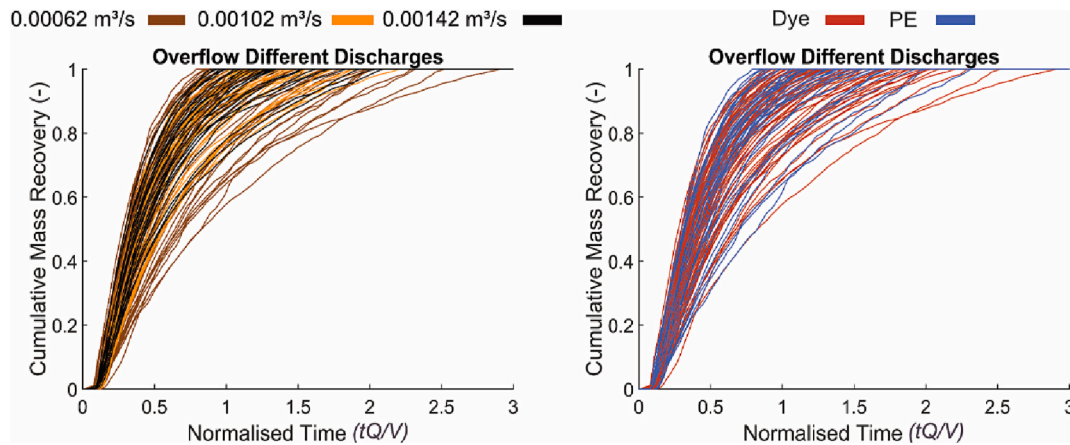 0.00062 m³/s 0.00102 m³/s 0.00142 m³/s
Dye PE
Overflow Different Discharges
Cumulative Mass Recovery (-)
1
0.8
0.6
0.4
0.2
0
0 0.5 1 1.5 2 2.5 3
Normalised Time (tQ/V)
Overflow Different Discharges
Cumulative Mass Recovery (-)
1
0.8
0.6
0.4
0.2
0
0 0.5 1 1.5 2 2.5 3
Normalised Time (tQ/V)